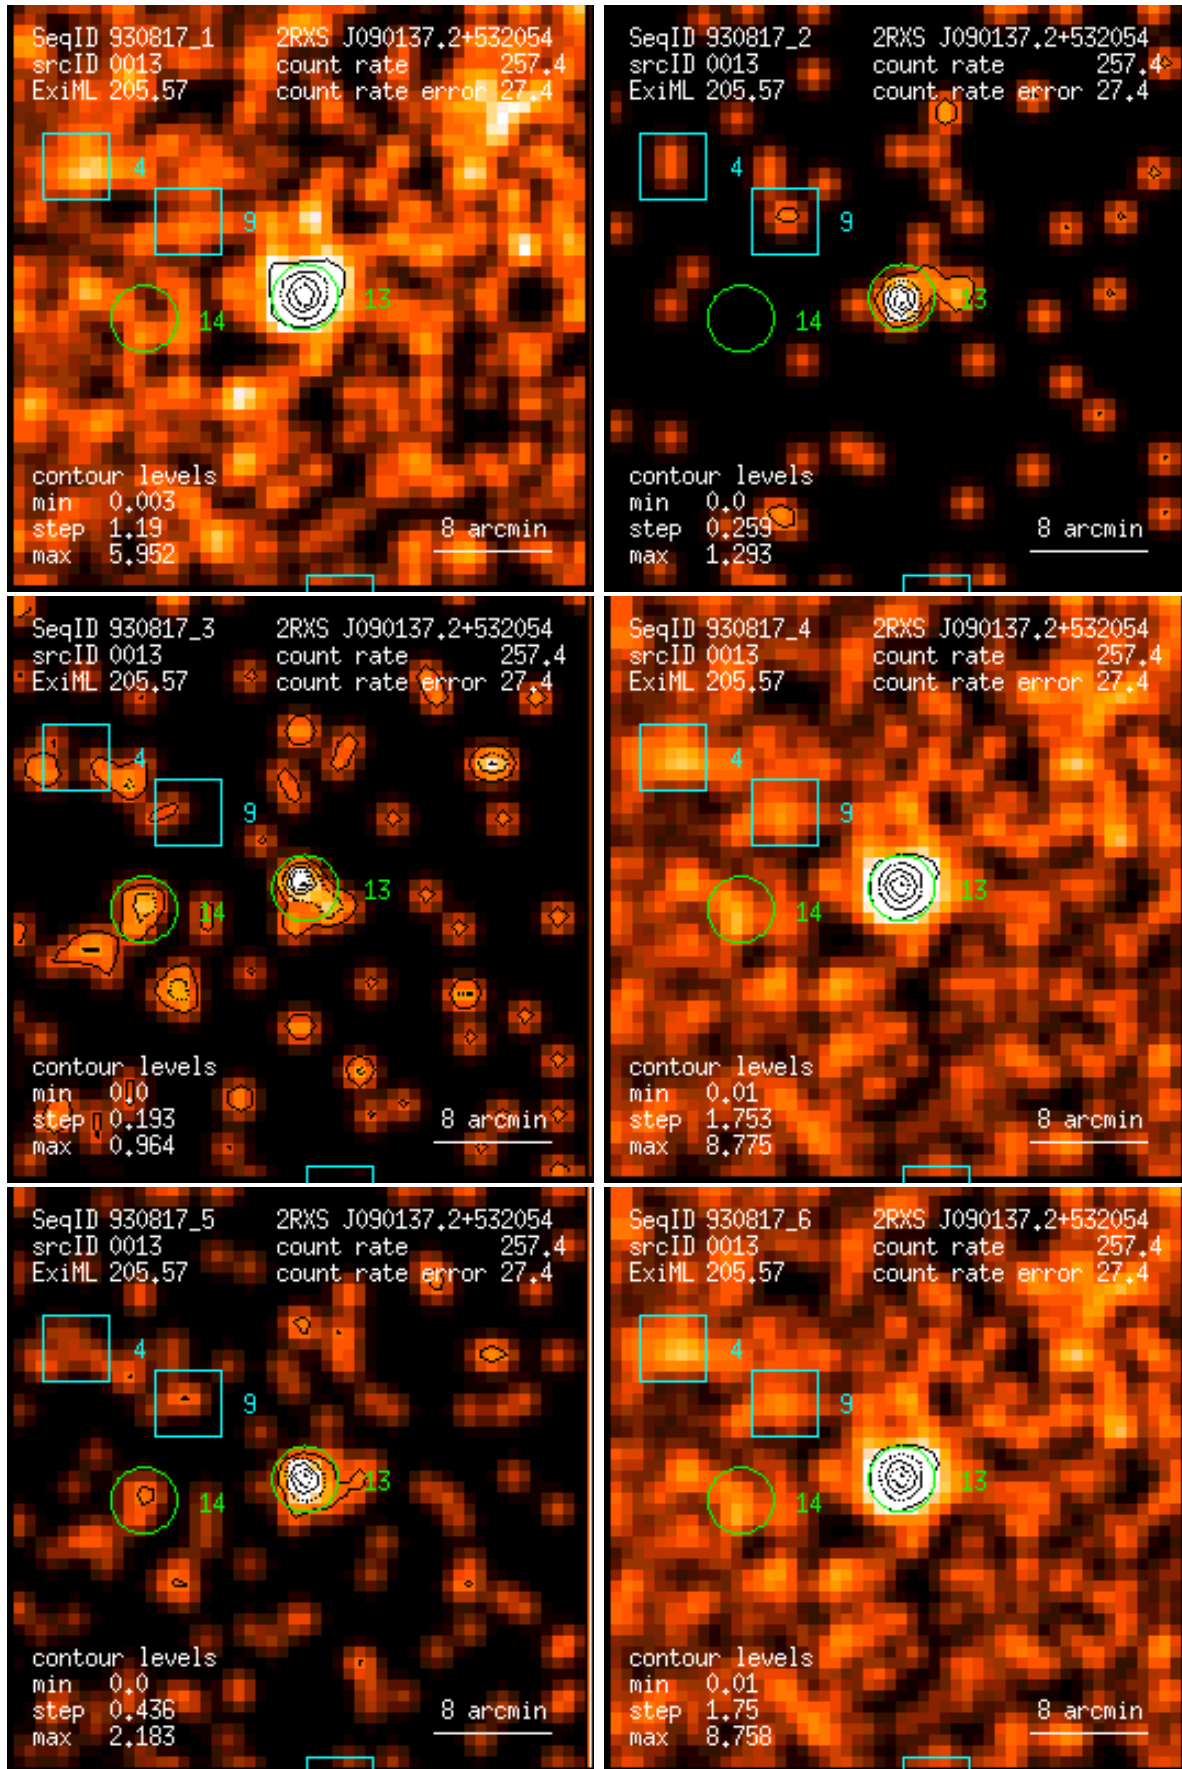 SeqID 930817_1 2RXS J090137.2+532054
srcID 0013 count rate 257.4
ExiML 205.57 count rate error 27.4
4
9
13
14
contour levels
min 0.003
step 1.19 8 arcmin
max 5.952
SeqID 930817_2 2RXS J090137.2+532054
srcID 0013 count rate 257.4
ExiML 205.57 count rate error 27.4
4
9
13
14
contour levels
min 0.0
step 0.259 8 arcmin
max 1.293
SeqID 930817_3 2RXS J090137.2+532054
srcID 0013 count rate 257.4
ExiML 205.57 count rate error 27.4
4
9
13
14
contour levels
min 0.0
step 0.193 8 arcmin
max 0.964
SeqID 930817_4 2RXS J090137.2+532054
srcID 0013 count rate 257.4
ExiML 205.57 count rate error 27.4
4
9
13
14
contour levels
min 0.01
step 1.753 8 arcmin
max 8.775
SeqID 930817_5 2RXS J090137.2+532054
srcID 0013 count rate 257.4
ExiML 205.57 count rate error 27.4
4
9
13
14
contour levels
min 0.0
step 0.436 8 arcmin
max 2.183
SeqID 930817_6 2RXS J090137.2+532054
srcID 0013 count rate 257.4
ExiML 205.57 count rate error 27.4
4
9
13
14
contour levels
min 0.01
step 1.75 8 arcmin
max 8.758